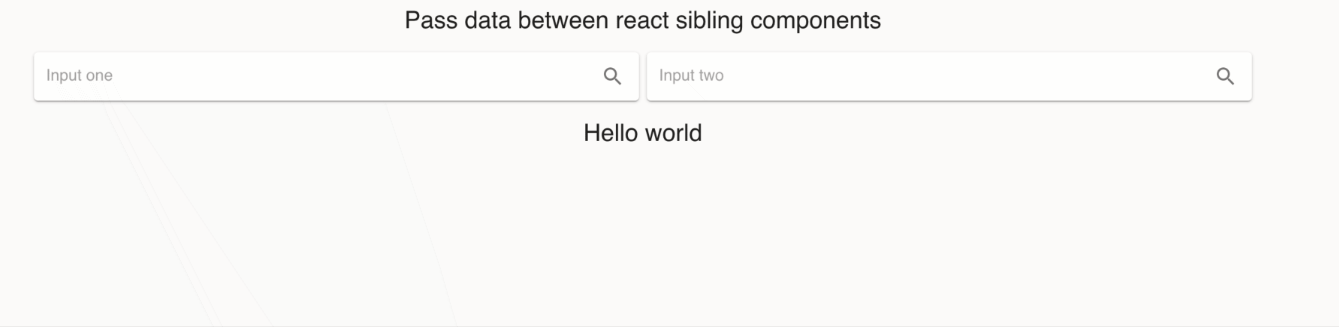 Pass data between react sibling components
Input one
Input two
Hello world